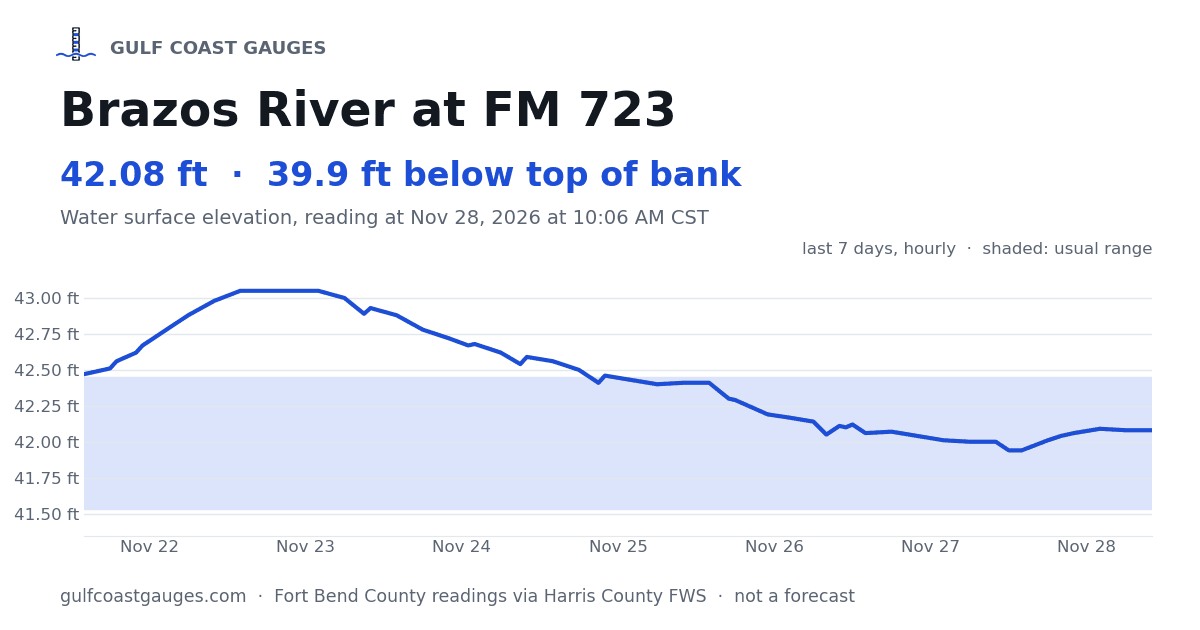 GULF COAST GAUGES
Brazos River at FM 723
42.08 ft · 39.9 ft below top of bank
Water surface elevation, reading at Nov 28, 2026 at 10:06 AM CST
last 7 days, hourly · shaded: usual range
43.00 ft
42.75 ft
42.50 ft
42.25 ft
42.00 ft
41.75 ft
41.50 ft
Nov 22 Nov 23 Nov 24 Nov 25 Nov 26 Nov 27 Nov 28
gulfcoastgauges.com · Fort Bend County readings via Harris County FWS · not a forecast